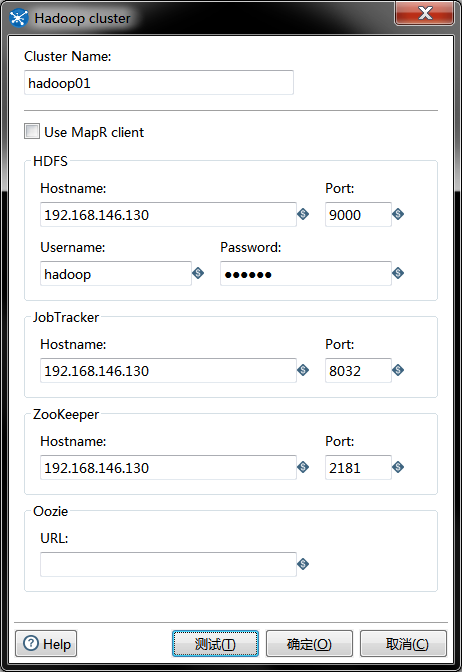 Hadoop cluster
Cluster Name:
hadoop01
Use MapR client
HDFS
Hostname: Port:
192.168.146.130 9000
Username: Password:
hadoop ●●●●●●
JobTracker
Hostname: Port:
192.168.146.130 8032
ZooKeeper
Hostname: Port:
192.168.146.130 2181
Oozie
URL:
Help 测试(T) 确定(O) 取消(C)